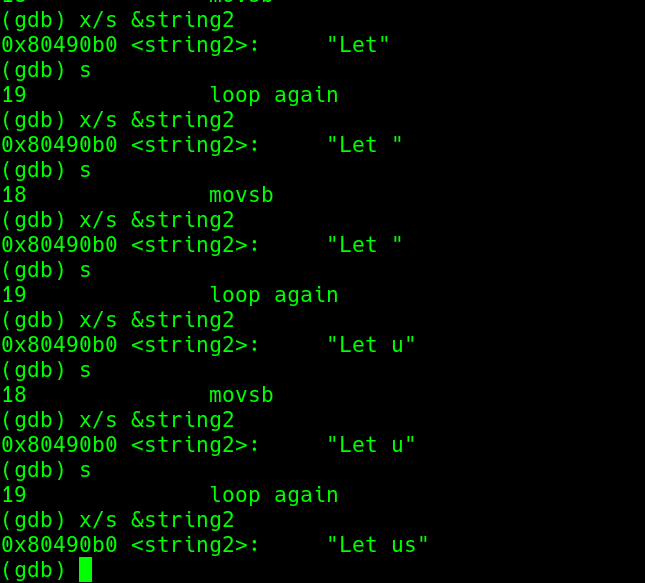 18              movsb
(gdb) x/s &string2
0x80490b0 <string2>:     "Let"
(gdb) s
19              loop again
(gdb) x/s &string2
0x80490b0 <string2>:     "Let "
(gdb) s
18              movsb
(gdb) x/s &string2
0x80490b0 <string2>:     "Let "
(gdb) s
19              loop again
(gdb) x/s &string2
0x80490b0 <string2>:     "Let u"
(gdb) s
18              movsb
(gdb) x/s &string2
0x80490b0 <string2>:     "Let u"
(gdb) s
19              loop again
(gdb) x/s &string2
0x80490b0 <string2>:     "Let us"
(gdb)